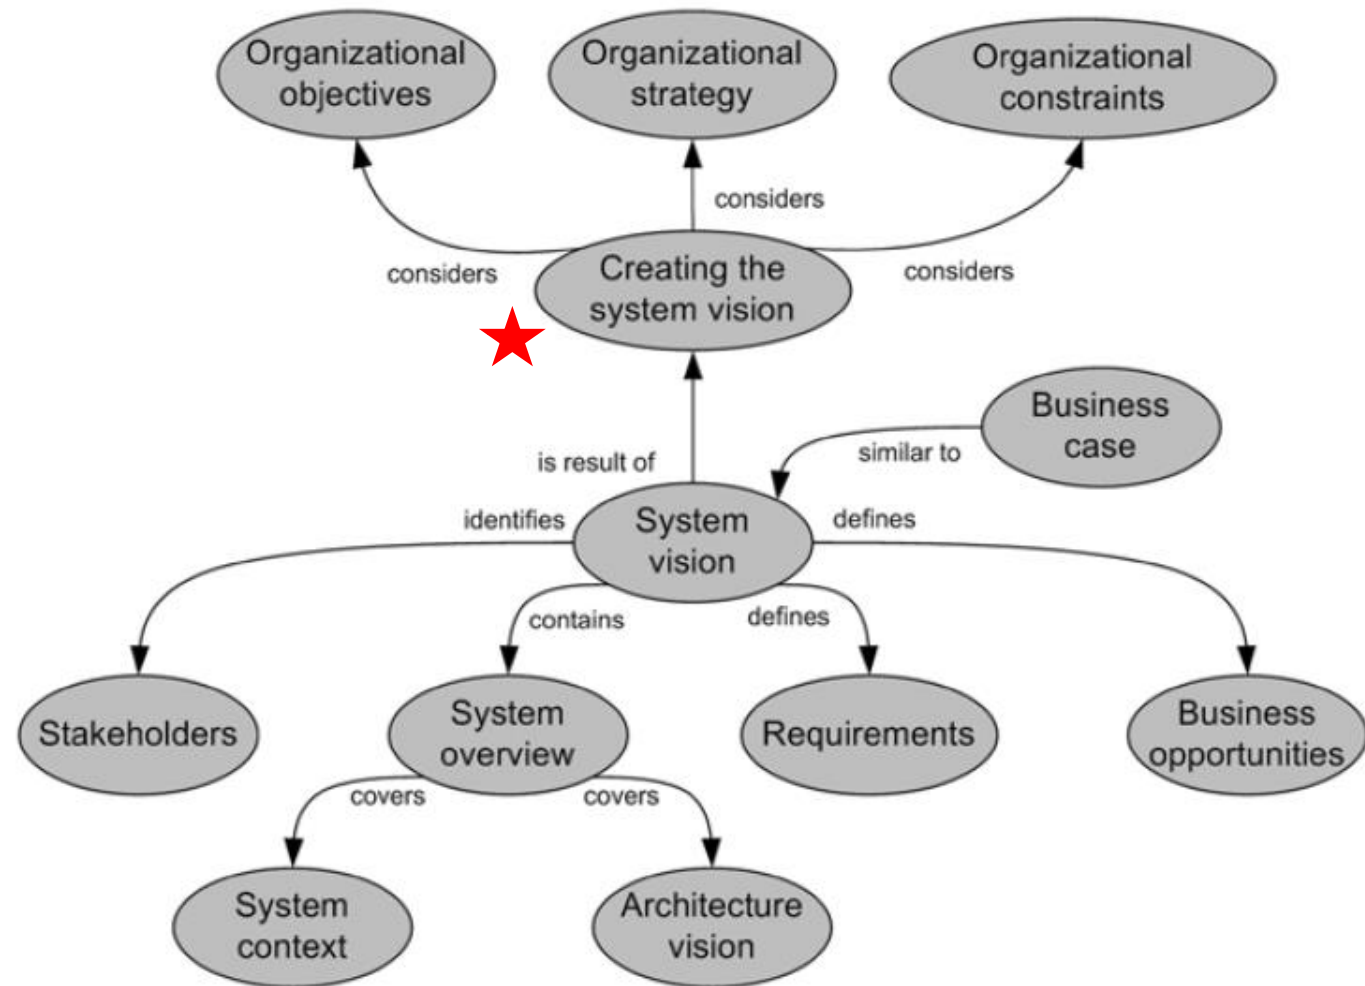 Organizational
objectives
Organizational
strategy
Organizational
constraints
considers
considers
considers
Creating the
system vision
Business
case
similar to
is result of
identifies
System
vision
defines
contains
defines
Stakeholders
System
overview
Requirements
Business
opportunities
covers
covers
System
context
Architecture
vision